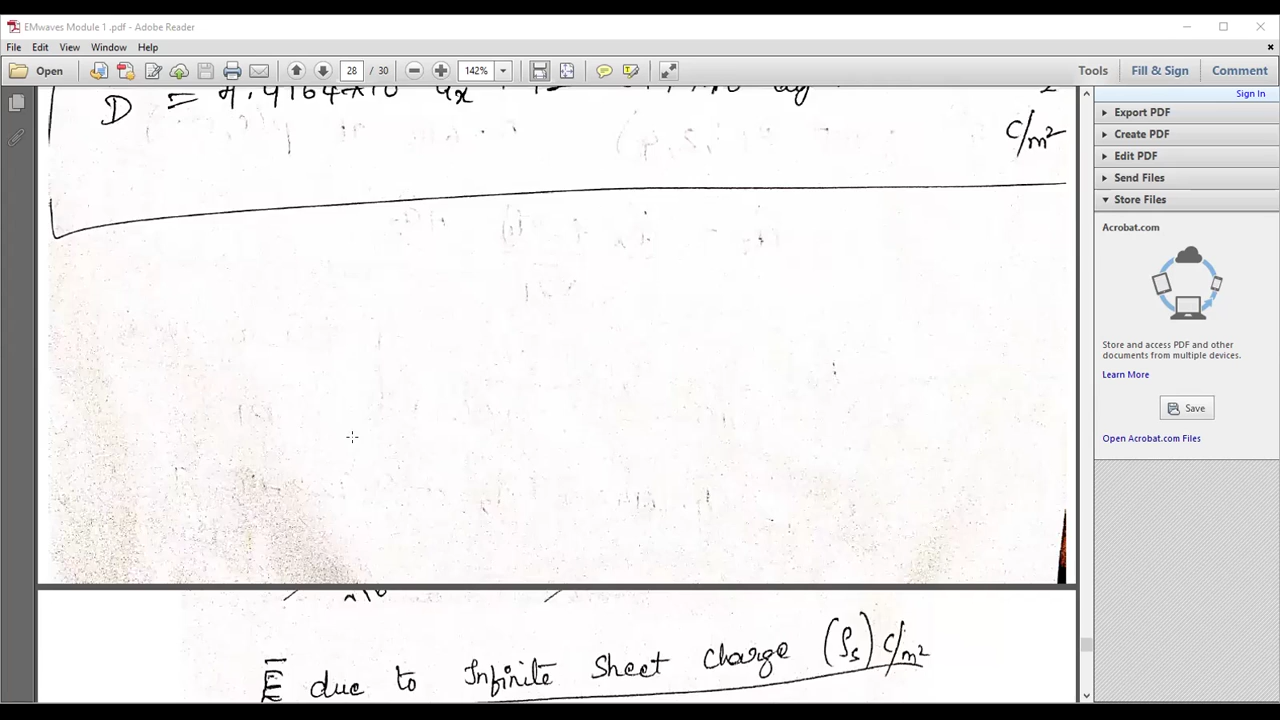 EMwaves Module 1 .pdf - Adobe Reader
File Edit View Window Help
Open 28 / 30 142% Tools Fill & Sign Comment
Sign In
Export PDF
Create PDF
Edit PDF
Send Files
Store Files
Acrobat.com
Store and access PDF and other
documents from multiple devices.
Learn More
Save
Open Acrobat.com Files
D =
C/m²
E̅ due to Infinite Sheet Charge (ρs) C/m²